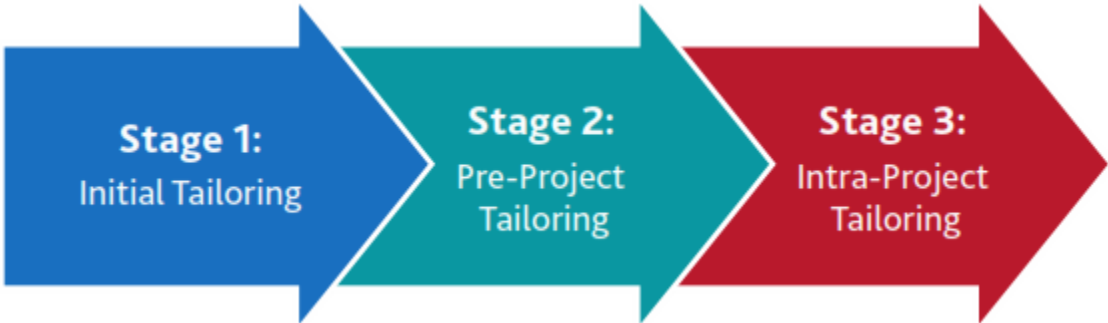 Stage 1:
Initial Tailoring
Stage 2:
Pre-Project
Tailoring
Stage 3:
Intra-Project
Tailoring